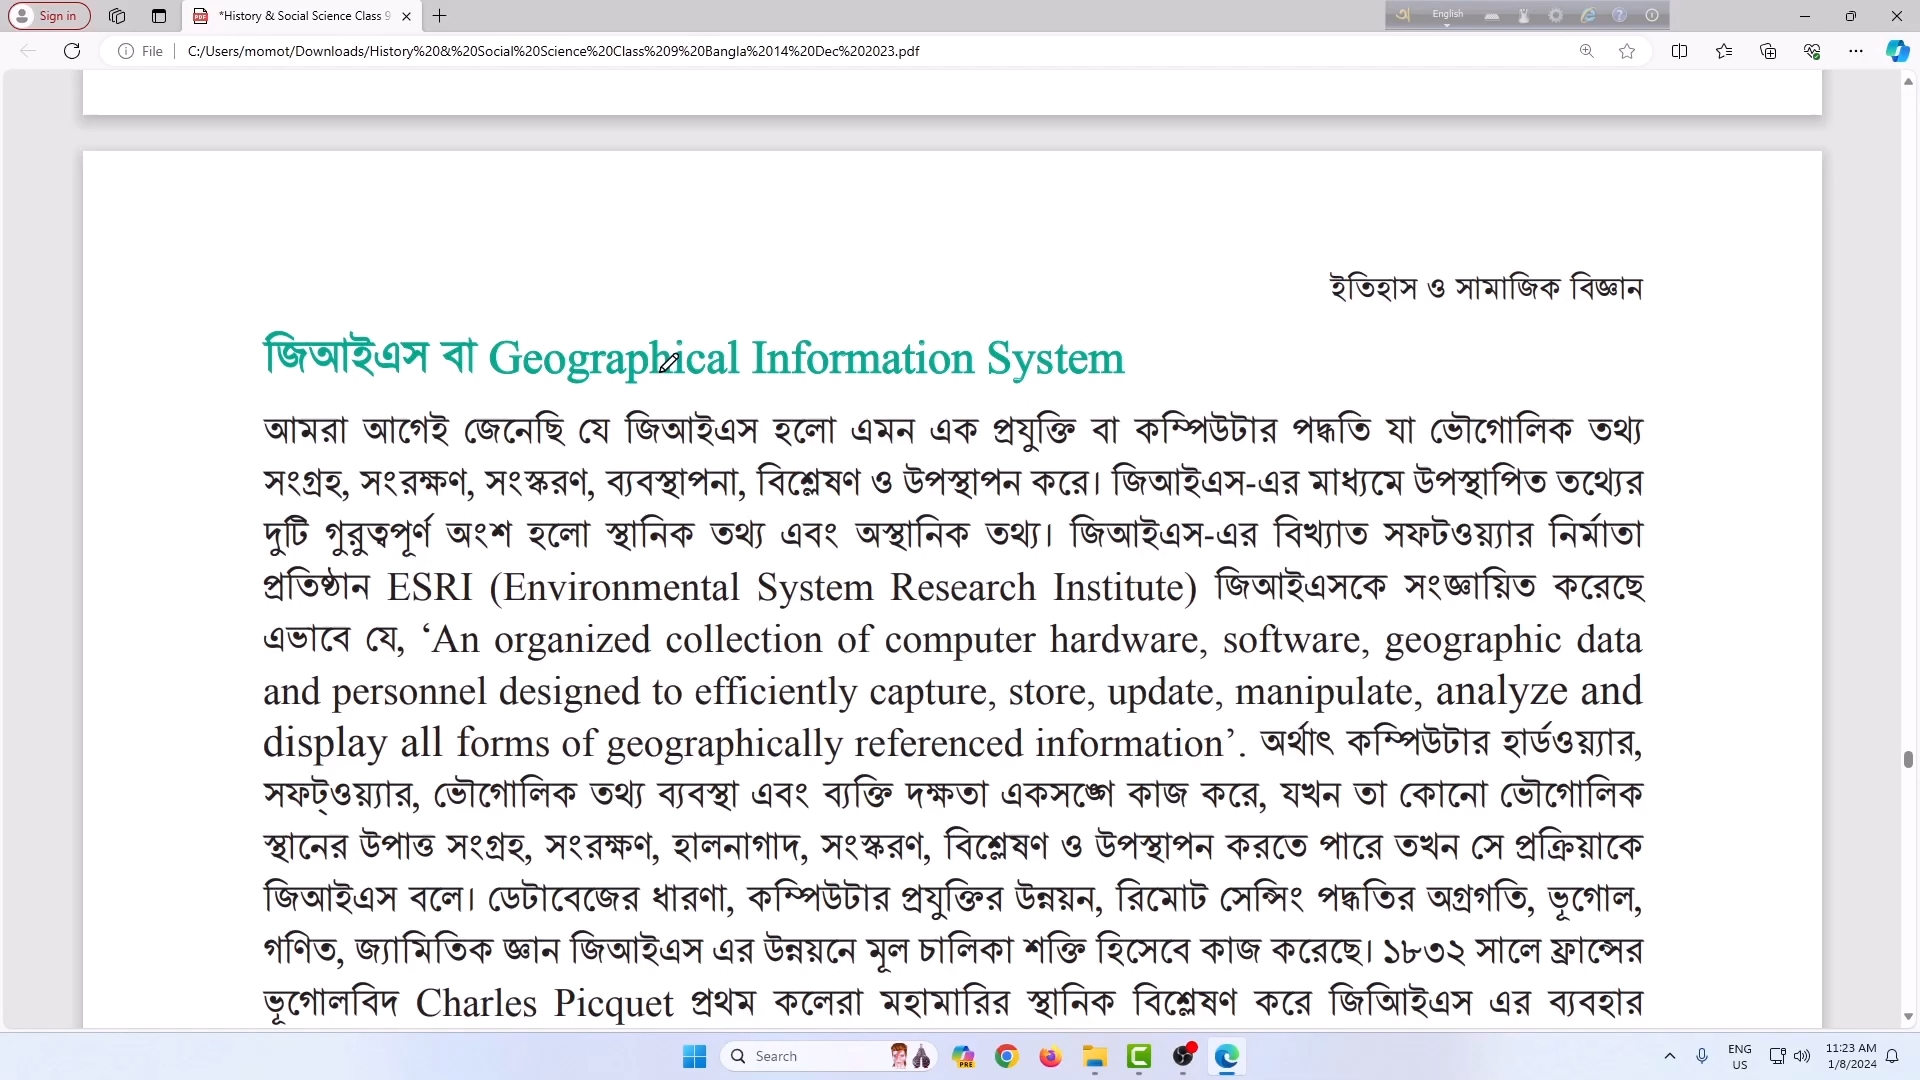 Sign in
*History & Social Science Class 9
English
File
C:/Users/momot/Downloads/History%20&%20Social%20Science%20Class%209%20Bangla%2014%20Dec%202023.pdf
ইতিহাস ও সামাজিক বিজ্ঞান
জিআইএস বা Geographical Information System
আমরা আগেই জেনেছি যে জিআইএস হলো এমন এক প্রযুক্তি বা কম্পিউটার পদ্ধতি যা ভৌগোলিক তথ্য
সংগ্রহ, সংরক্ষণ, সংস্করণ, ব্যবস্থাপনা, বিশ্লেষণ ও উপস্থাপন করে। জিআইএস-এর মাধ্যমে উপস্থাপিত তথ্যের
দুটি গুরুত্বপূর্ণ অংশ হলো স্থানিক তথ্য এবং অস্থানিক তথ্য। জিআইএস-এর বিখ্যাত সফটওয়্যার নির্মাতা
প্রতিষ্ঠান ESRI (Environmental System Research Institute) জিআইএসকে সংজ্ঞায়িত করেছে
এভাবে যে, ‘An organized collection of computer hardware, software, geographic data
and personnel designed to efficiently capture, store, update, manipulate, analyze and
display all forms of geographically referenced information’. অর্থাৎ কম্পিউটার হার্ডওয়্যার,
সফট্ওয়্যার, ভৌগোলিক তথ্য ব্যবস্থা এবং ব্যক্তি দক্ষতা একসঙ্গে কাজ করে, যখন তা কোনো ভৌগোলিক
স্থানের উপাত্ত সংগ্রহ, সংরক্ষণ, হালনাগাদ, সংস্করণ, বিশ্লেষণ ও উপস্থাপন করতে পারে তখন সে প্রক্রিয়াকে
জিআইএস বলে। ডেটাবেজের ধারণা, কম্পিউটার প্রযুক্তির উন্নয়ন, রিমোট সেন্সিং পদ্ধতির অগ্রগতি, ভূগোল,
গণিত, জ্যামিতিক জ্ঞান জিআইএস এর উন্নয়নে মূল চালিকা শক্তি হিসেবে কাজ করেছে। ১৮৩২ সালে ফ্রান্সের
ভূগোলবিদ Charles Picquet প্রথম কলেরা মহামারির স্থানিক বিশ্লেষণ করে জিআিইএস এর ব্যবহার
Search
ENG
US
11:23 AM
1/8/2024